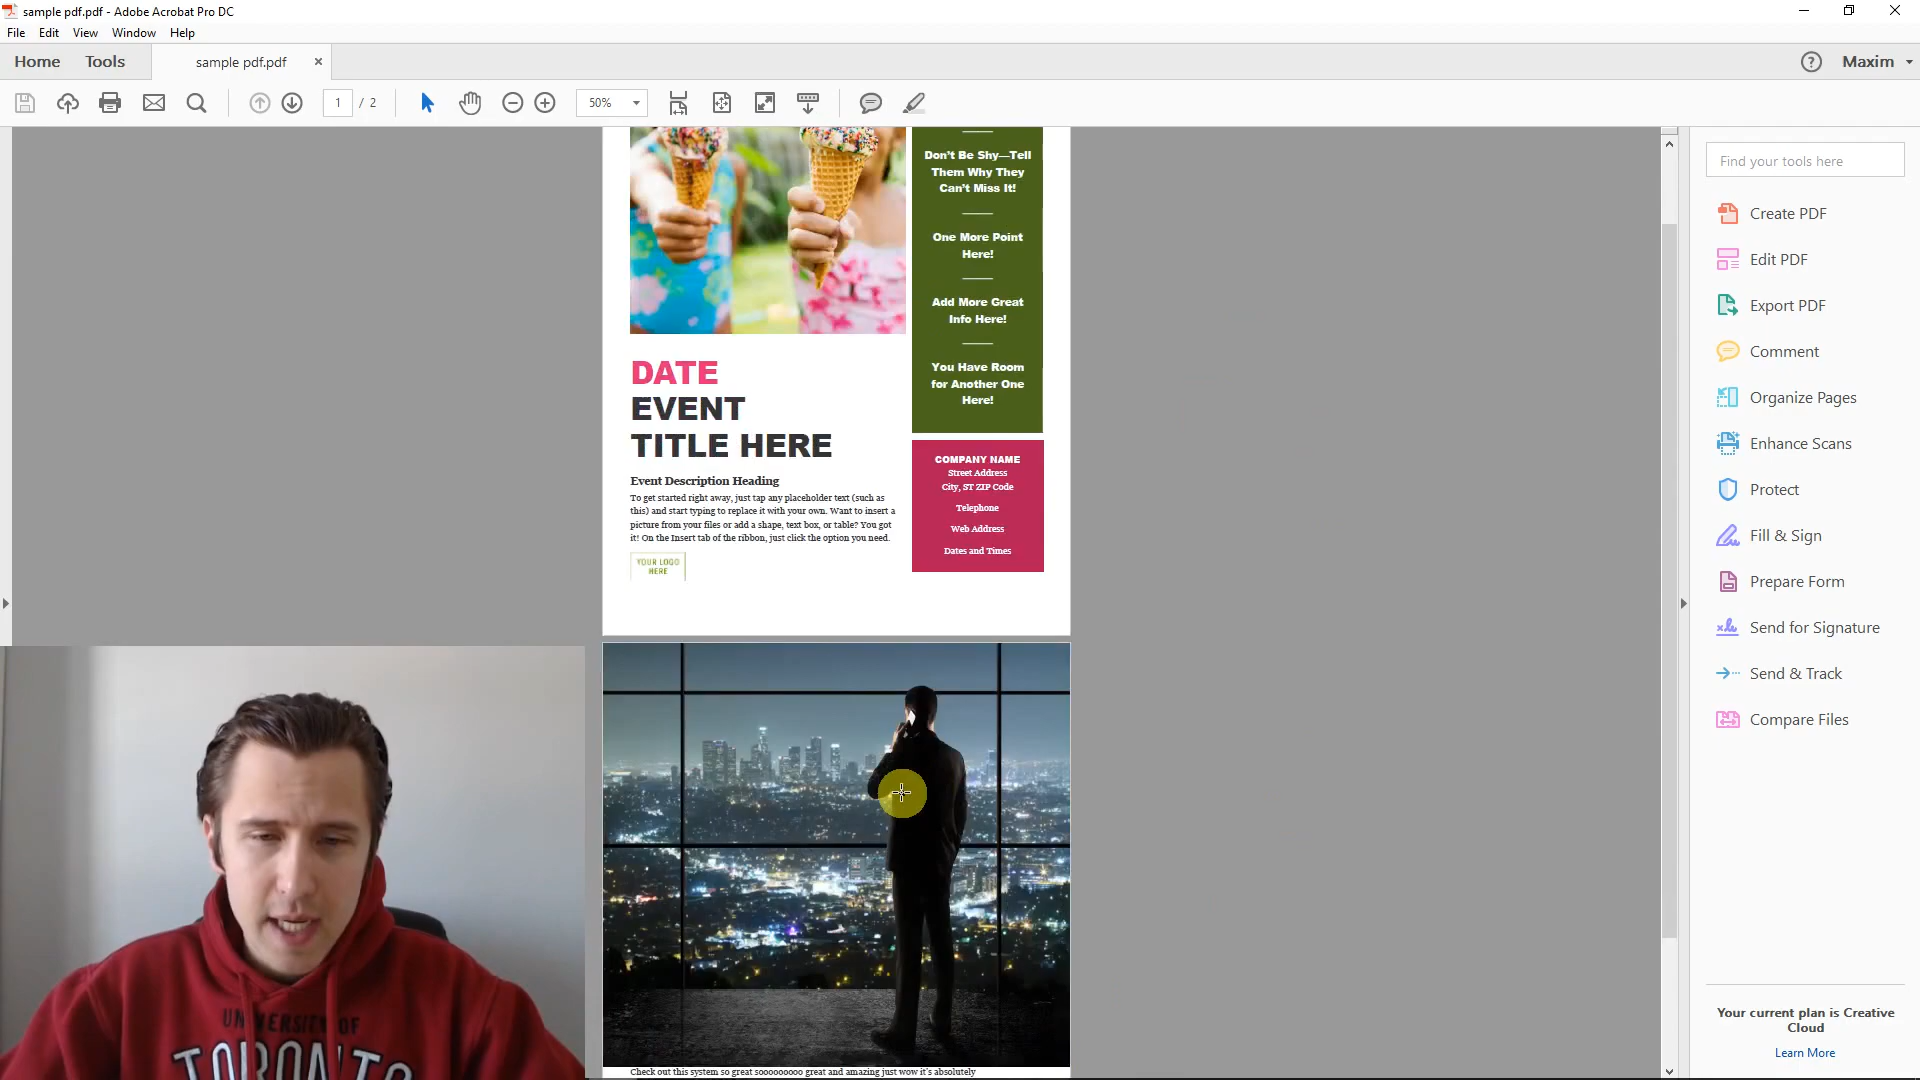 sample pdf.pdf - Adobe Acrobat Pro DC
File Edit View Window Help
Home Tools sample pdf.pdf × Maxim
1 / 2 50%
Find your tools here
Create PDF
Edit PDF
Export PDF
Comment
Organize Pages
Enhance Scans
Protect
Fill & Sign
Prepare Form
Send for Signature
Send & Track
Compare Files
Your current plan is Creative
Cloud
Learn More
Don't Be Shy—Tell
Them Why They
Can't Miss It!
One More Point
Here!
Add More Great
Info Here!
You Have Room
for Another One
Here!
DATE
EVENT
TITLE HERE
Event Description Heading
To get started right away, just tap any placeholder text (such as
this) and start typing to replace it with your own. Want to insert a
picture from your files or add a shape, text box, or table? You got
it! On the Insert tab of the ribbon, just click the option you need.
YOUR LOGO
HERE
COMPANY NAME
Street Address
City, ST ZIP Code
Telephone
Web Address
Dates and Times
Check out this system so great sooooooooo great and amazing just wow it's absolutely
UNIVERSITY OF
TORONTO